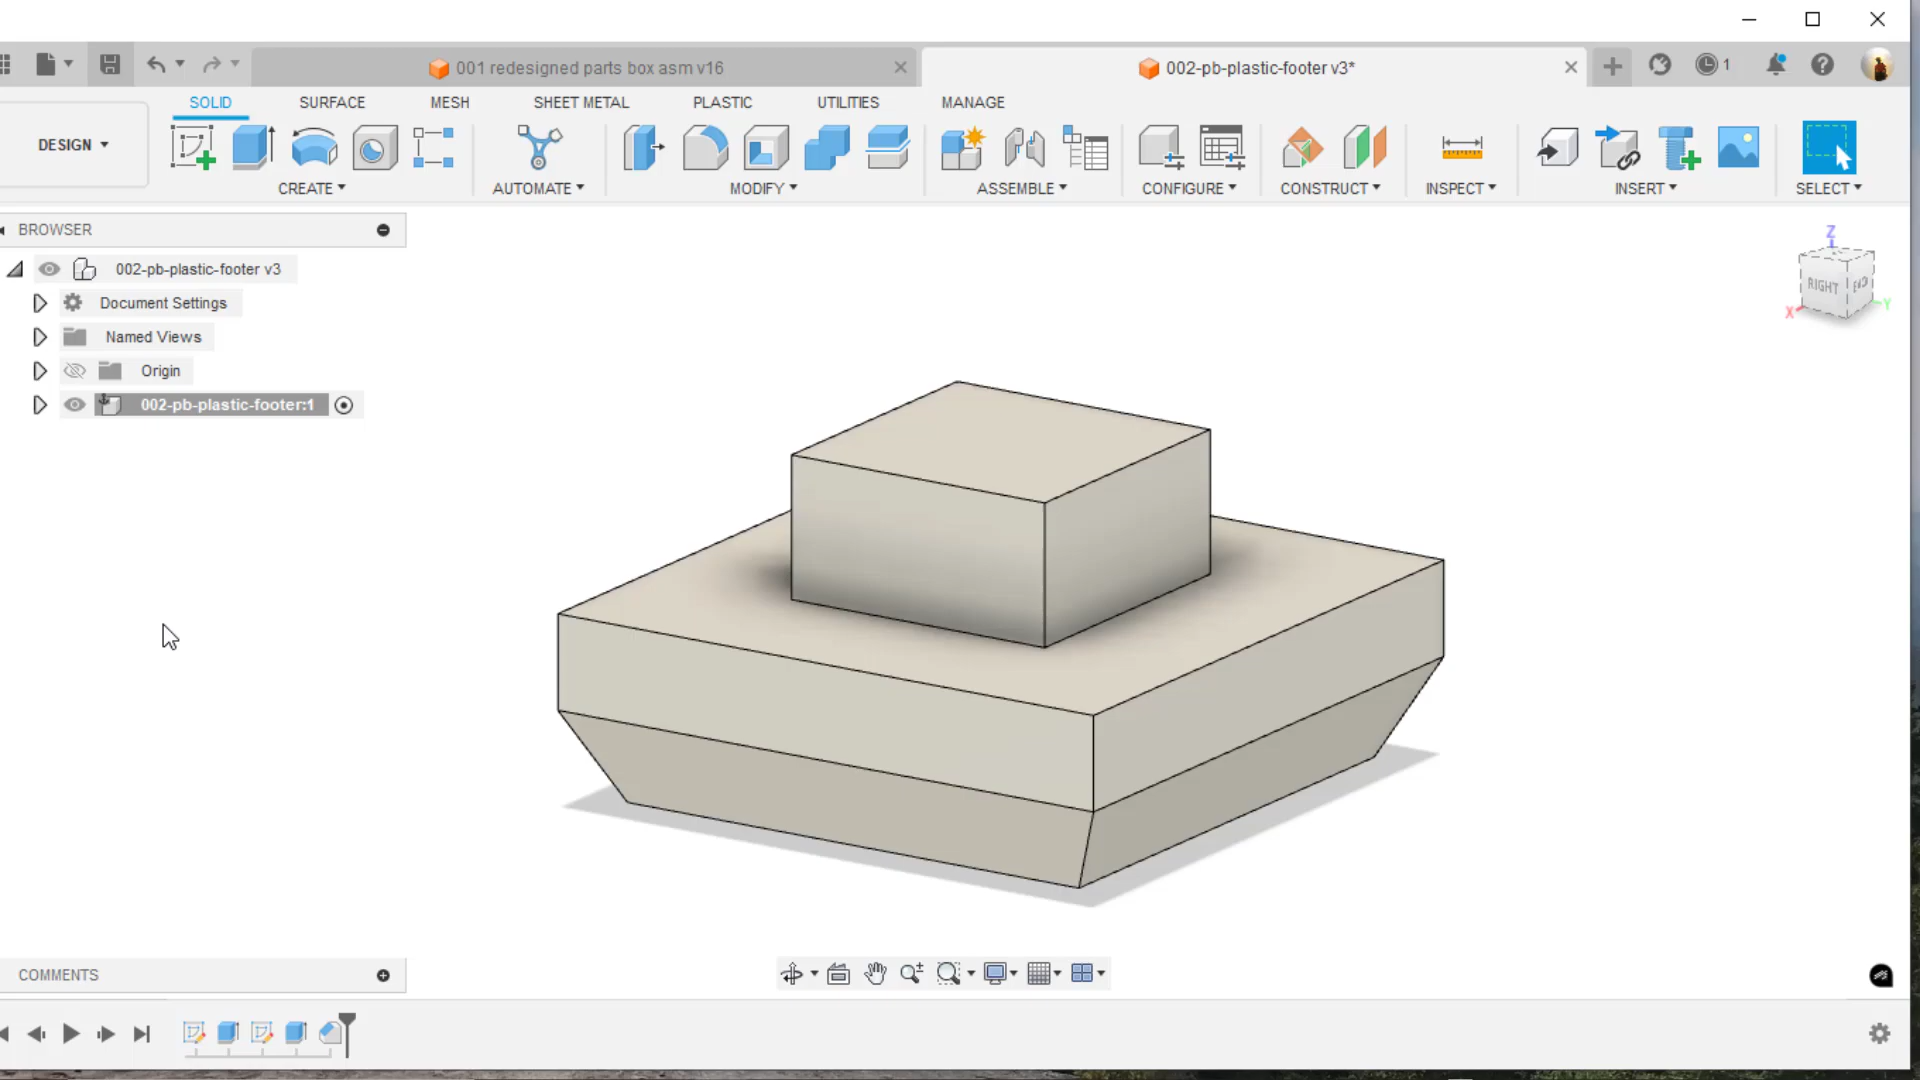 001 redesigned parts box asm v16
002-pb-plastic-footer v3*
1
SOLID SURFACE MESH SHEET METAL PLASTIC UTILITIES MANAGE
DESIGN
CREATE AUTOMATE MODIFY ASSEMBLE CONFIGURE CONSTRUCT INSPECT INSERT SELECT
BROWSER
002-pb-plastic-footer v3
Document Settings
Named Views
Origin
002-pb-plastic-footer:1
Z
RIGHT
X
Y
COMMENTS